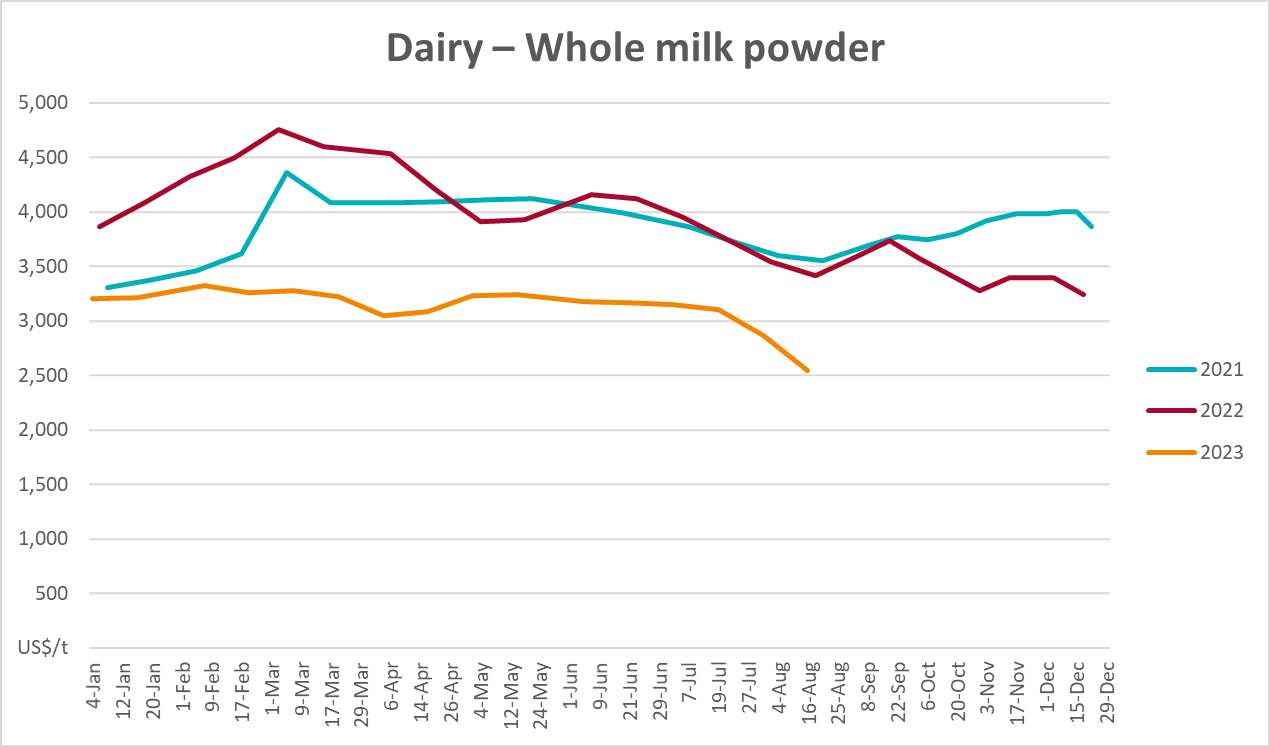 Dairy – Whole milk powder
5,000
4,500
4,000
3,500
3,000
2,500
2,000
1,500
1,000
500
US$/t
4-Jan
12-Jan
20-Jan
1-Feb
9-Feb
17-Feb
1-Mar
9-Mar
17-Mar
29-Mar
6-Apr
14-Apr
26-Apr
4-May
12-May
24-May
1-Jun
9-Jun
21-Jun
29-Jun
7-Jul
19-Jul
27-Jul
4-Aug
16-Aug
25-Aug
8-Sep
22-Sep
6-Oct
20-Oct
3-Nov
17-Nov
1-Dec
15-Dec
29-Dec
2021
2022
2023